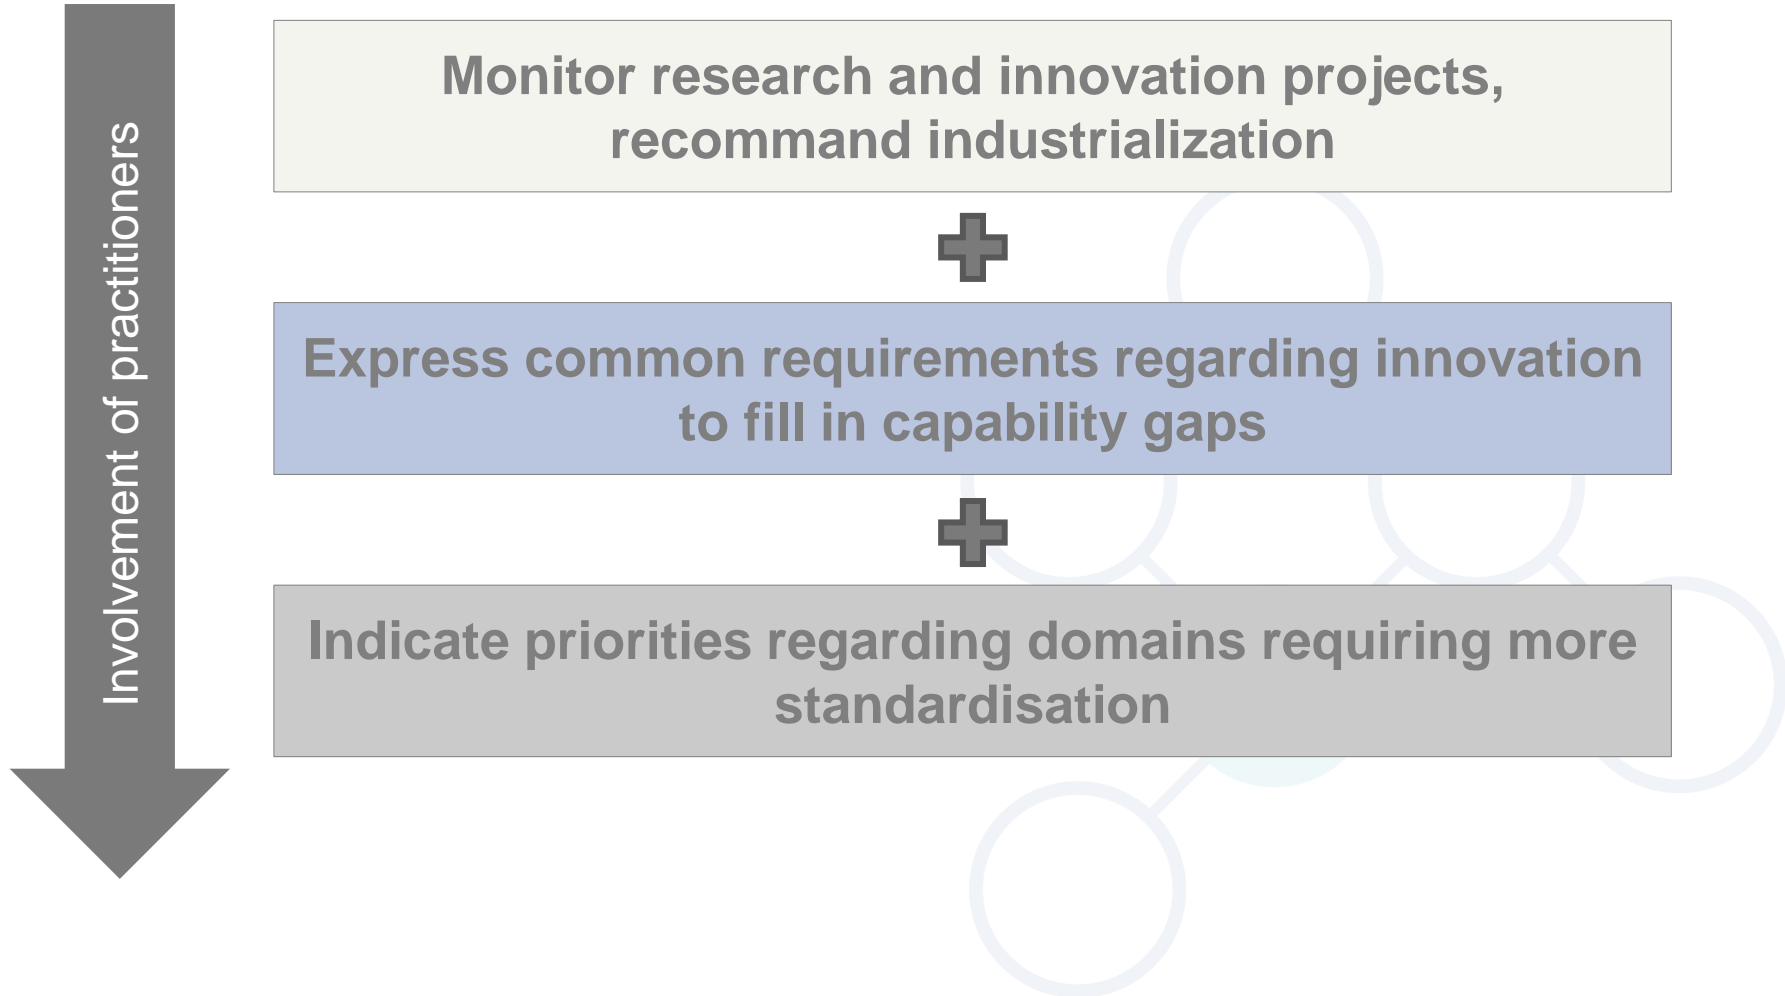 Involvement of practitioners
Monitor research and innovation projects,
recommand industrialization
Express common requirements regarding innovation
to fill in capability gaps
Indicate priorities regarding domains requiring more
standardisation